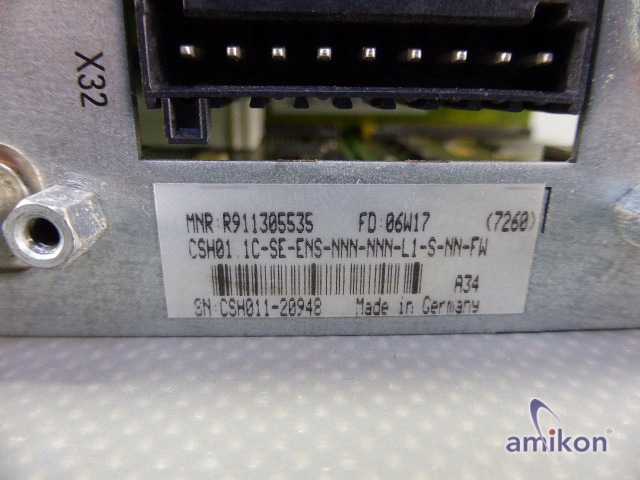 X32
MNR:R911305535 FD:06W17 (7260)
CSH01.1C-SE-ENS-NNN-NNN-L1-S-NN-FW
A34
SN:CSH011-20948 Made in Germany
amikon